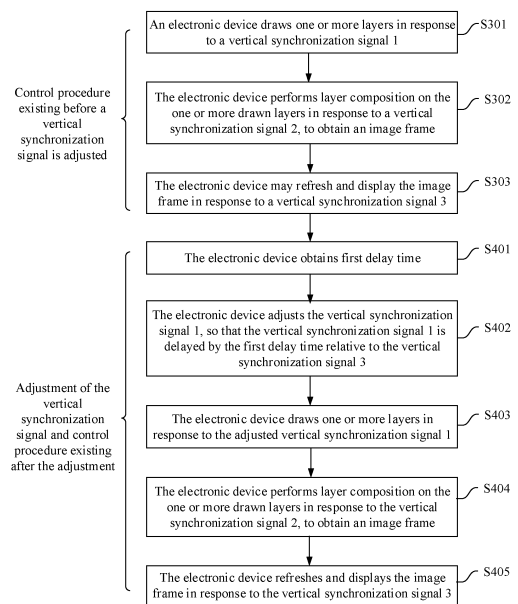 An electronic device draws one or more layers in response
to a vertical synchronization signal 1
S301
Control procedure
existing before a
vertical
synchronization
signal is adjusted
The electronic device performs layer composition on the
one or more drawn layers in response to a vertical
synchronization signal 2, to obtain an image frame
S302
The electronic device may refresh and display the image
frame in response to a vertical synchronization signal 3
S303
The electronic device obtains first delay time
S401
The electronic device adjusts the vertical synchronization
signal 1, so that the vertical synchronization signal 1 is
delayed by the first delay time relative to the vertical
synchronization signal 3
S402
Adjustment of the
vertical
synchronization
signal and control
procedure existing
after the adjustment
The electronic device draws one or more layers in
response to the adjusted vertical synchronization signal 1
S403
The electronic device performs layer composition on the
one or more drawn layers in response to the vertical
synchronization signal 2, to obtain an image frame
S404
The electronic device refreshes and displays the image
frame in response to the vertical synchronization signal 3
S405